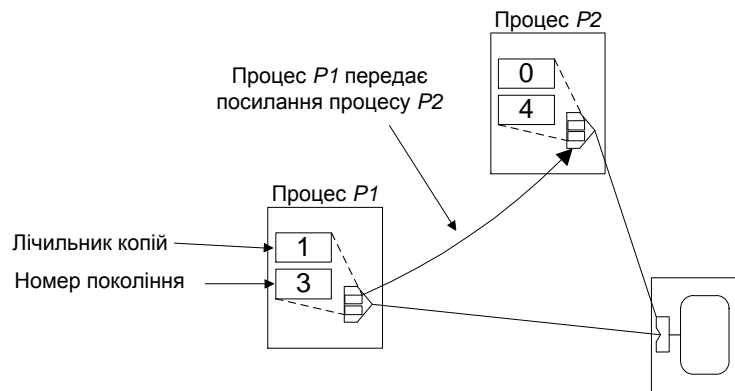 Процес P2
Процес P1 передає
посилання процесу P2
0
4
Процес P1
Лічильник копій
1
Номер покоління
3